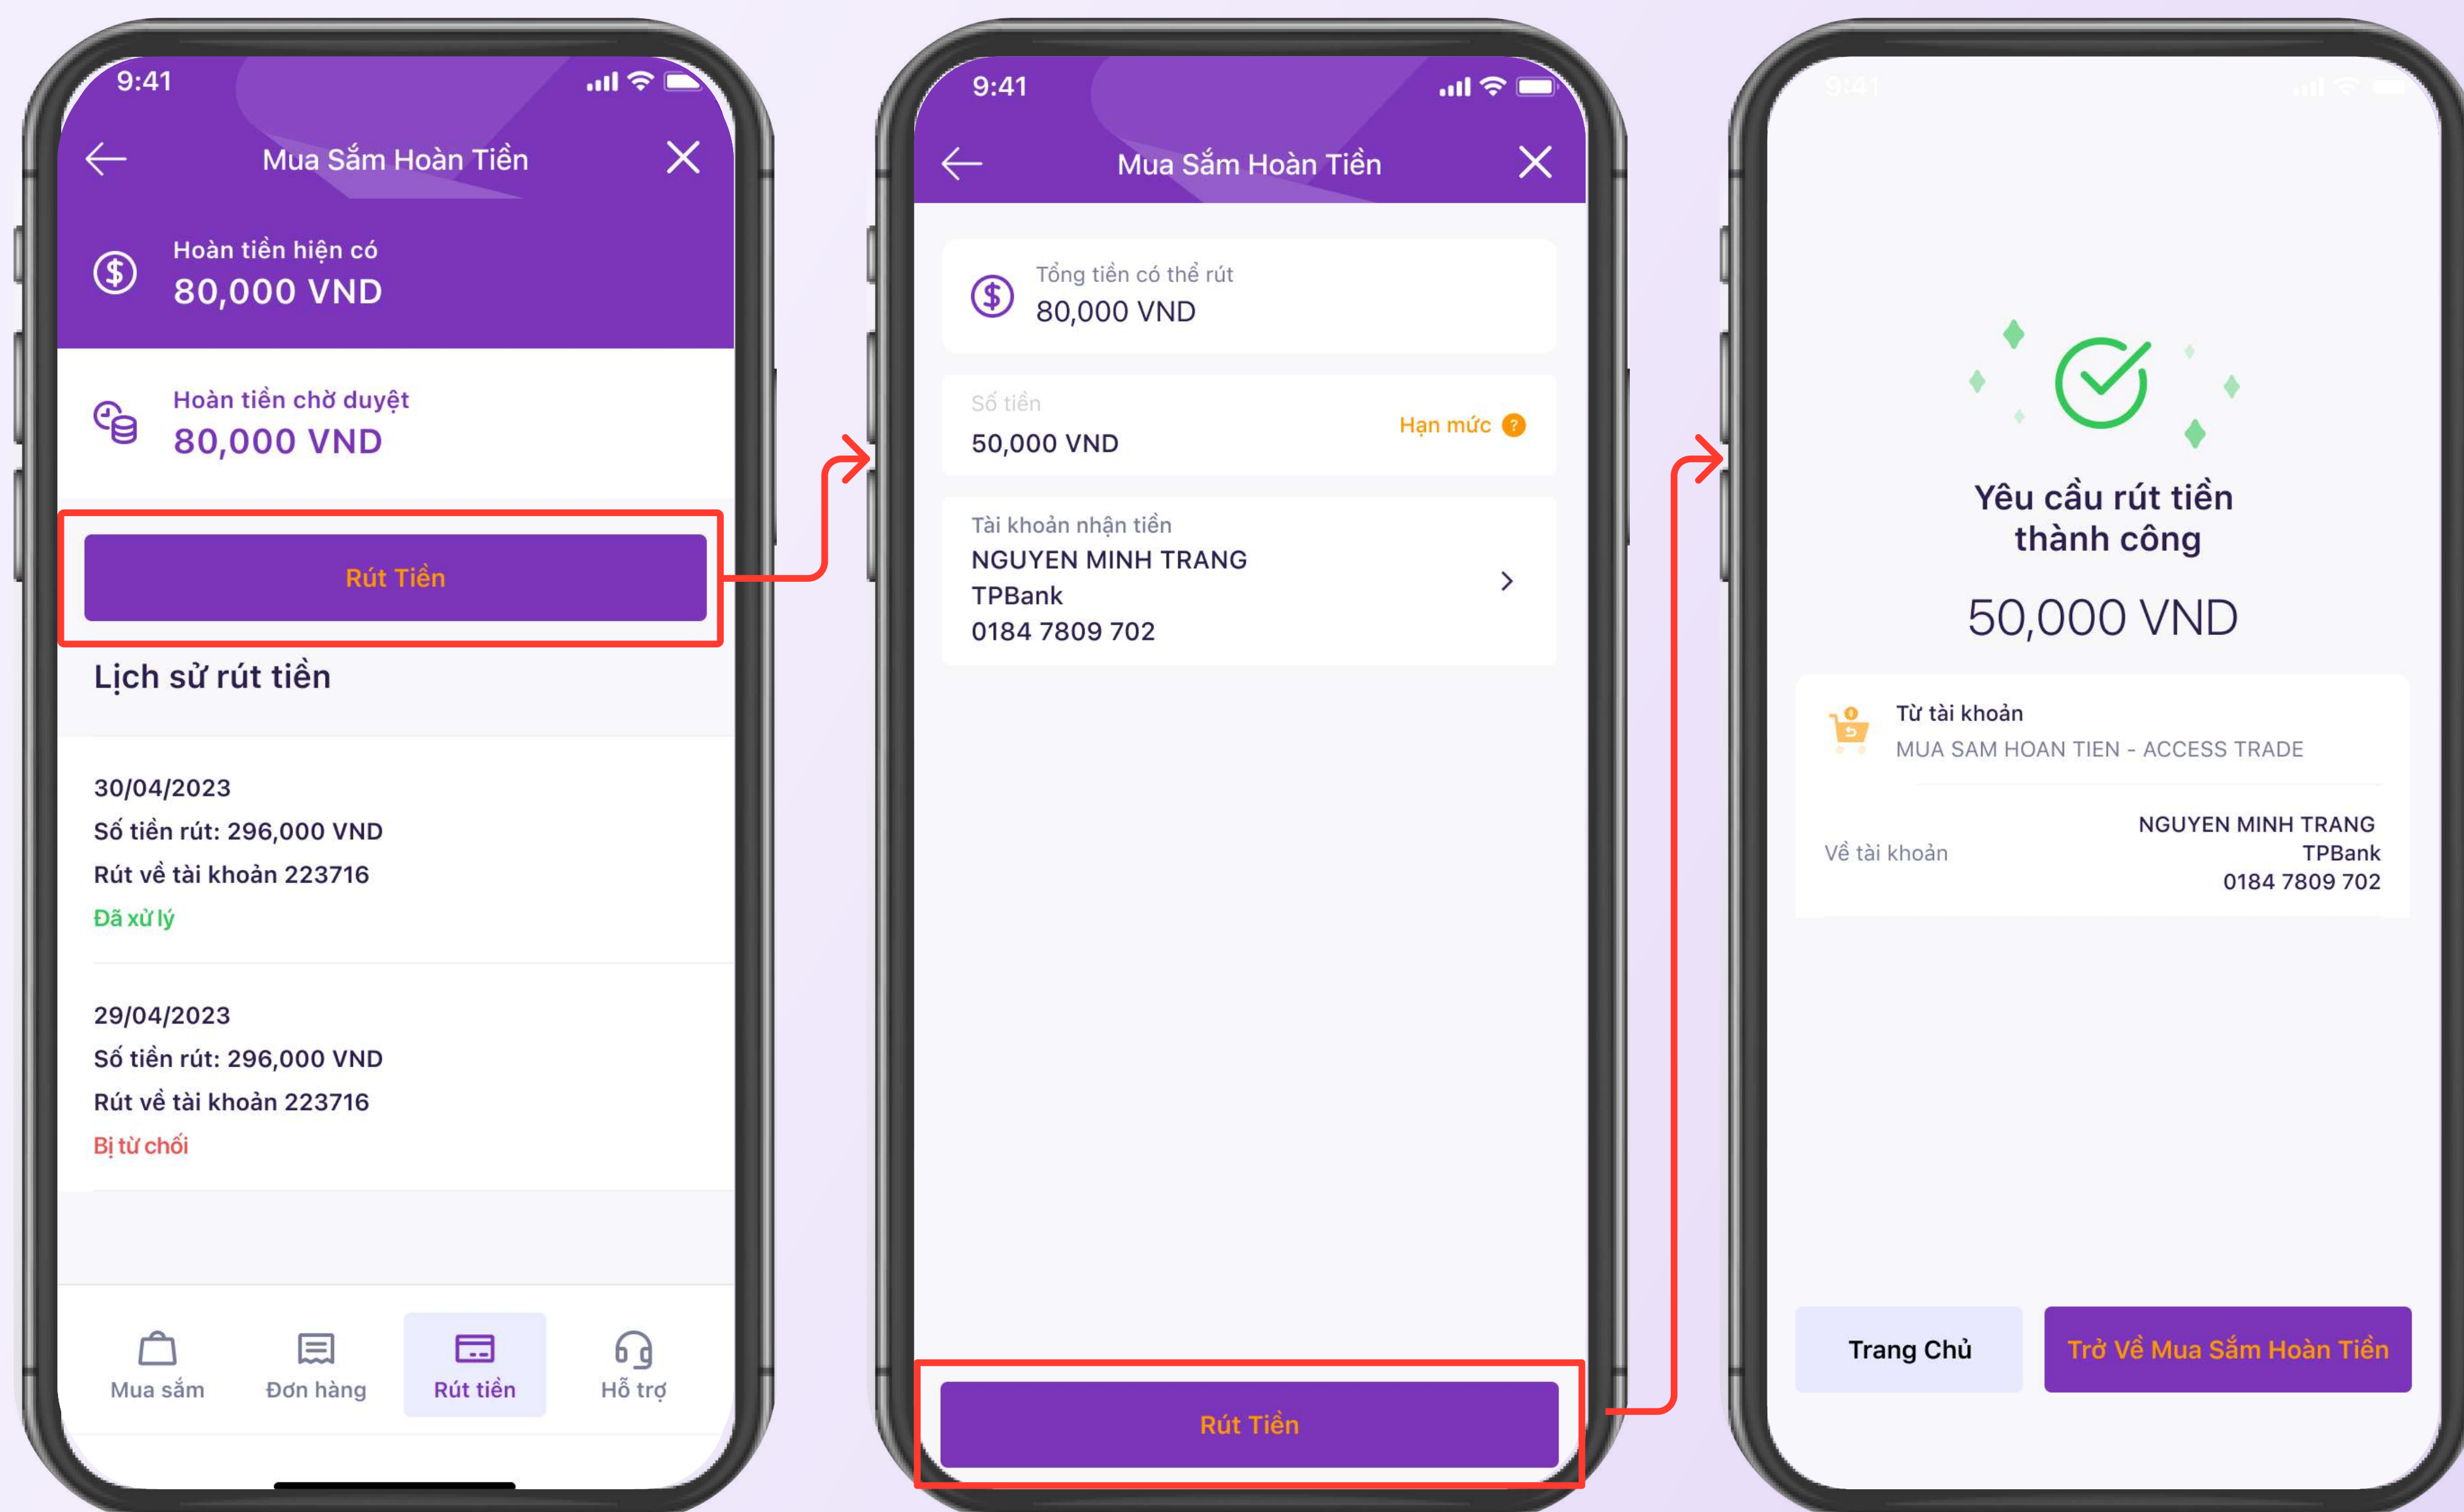 9:41
Mua Sắm Hoàn Tiền
Hoàn tiền hiện có
80,000 VND
Hoàn tiền chờ duyệt
80,000 VND
Rút Tiền
Lịch sử rút tiền
30/04/2023
Số tiền rút: 296,000 VND
Rút về tài khoản 223716
Đã xử lý
29/04/2023
Số tiền rút: 296,000 VND
Rút về tài khoản 223716
Bị từ chối
Mua sắm
Đơn hàng
Rút tiền
Hỗ trợ
9:41
Mua Sắm Hoàn Tiền
Tổng tiền có thể rút
80,000 VND
Số tiền
50,000 VND
Hạn mức ?
Tài khoản nhận tiền
NGUYEN MINH TRANG
TPBank
0184 7809 702
Rút Tiền
9:41
Yêu cầu rút tiền
thành công
50,000 VND
Từ tài khoản
MUA SAM HOAN TIEN - ACCESS TRADE
Về tài khoản
NGUYEN MINH TRANG
TPBank
0184 7809 702
Trang Chủ
Trở Về Mua Sắm Hoàn Tiền